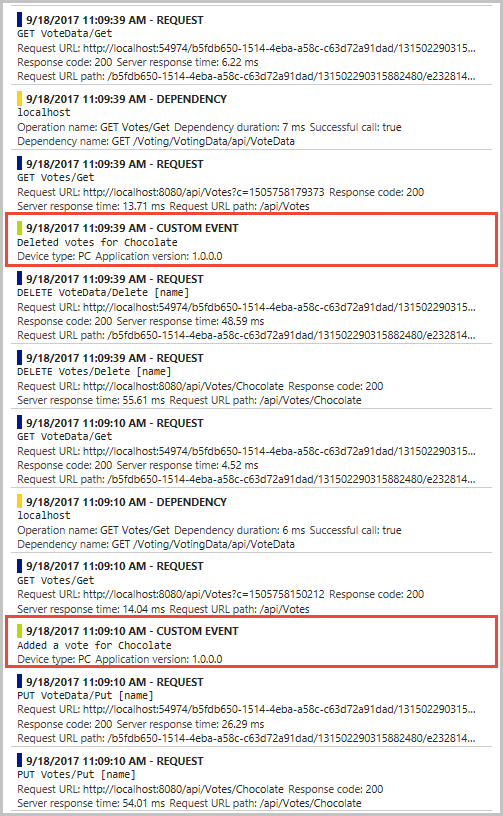 9/18/2017 11:09:39 AM - REQUEST
GET VoteData/Get
Request URL: http://localhost:54974/b5fdb650-1514-4eba-a58c-c63d72a91dad/131502290315...
Response code: 200 Server response time: 6.22 ms
Request URL path: /b5fdb650-1514-4eba-a58c-c63d72a91dad/131502290315882480/e232814...
9/18/2017 11:09:39 AM - DEPENDENCY
localhost
Operation name: GET Votes/Get Dependency duration: 7 ms Successful call: true
Dependency name: GET /Voting/VotingData/api/VoteData
9/18/2017 11:09:39 AM - REQUEST
GET Votes/Get
Request URL: http://localhost:8080/api/Votes?c=1505758179373 Response code: 200
Server response time: 13.71 ms Request URL path: /api/Votes
9/18/2017 11:09:39 AM - CUSTOM EVENT
Deleted votes for Chocolate
Device type: PC Application version: 1.0.0.0
9/18/2017 11:09:39 AM - REQUEST
DELETE VoteData/Delete [name]
Request URL: http://localhost:54974/b5fdb650-1514-4eba-a58c-c63d72a91dad/131502290315...
Response code: 200 Server response time: 48.59 ms
Request URL path: /b5fdb650-1514-4eba-a58c-c63d72a91dad/131502290315882480/e232814...
9/18/2017 11:09:39 AM - REQUEST
DELETE Votes/Delete [name]
Request URL: http://localhost:8080/api/Votes/Chocolate Response code: 200
Server response time: 55.61 ms Request URL path: /api/Votes/Chocolate
9/18/2017 11:09:10 AM - REQUEST
GET VoteData/Get
Request URL: http://localhost:54974/b5fdb650-1514-4eba-a58c-c63d72a91dad/131502290315...
Response code: 200 Server response time: 4.52 ms
Request URL path: /b5fdb650-1514-4eba-a58c-c63d72a91dad/131502290315882480/e232814...
9/18/2017 11:09:10 AM - DEPENDENCY
localhost
Operation name: GET Votes/Get Dependency duration: 6 ms Successful call: true
Dependency name: GET /Voting/VotingData/api/VoteData
9/18/2017 11:09:10 AM - REQUEST
GET Votes/Get
Request URL: http://localhost:8080/api/Votes?c=1505758150212 Response code: 200
Server response time: 14.04 ms Request URL path: /api/Votes
9/18/2017 11:09:10 AM - CUSTOM EVENT
Added a vote for Chocolate
Device type: PC Application version: 1.0.0.0
9/18/2017 11:09:10 AM - REQUEST
PUT VoteData/Put [name]
Request URL: http://localhost:54974/b5fdb650-1514-4eba-a58c-c63d72a91dad/131502290315...
Response code: 200 Server response time: 26.29 ms
Request URL path: /b5fdb650-1514-4eba-a58c-c63d72a91dad/131502290315882480/e232814...
9/18/2017 11:09:10 AM - REQUEST
PUT Votes/Put [name]
Request URL: http://localhost:8080/api/Votes/Chocolate Response code: 200
Server response time: 54.01 ms Request URL path: /api/Votes/Chocolate